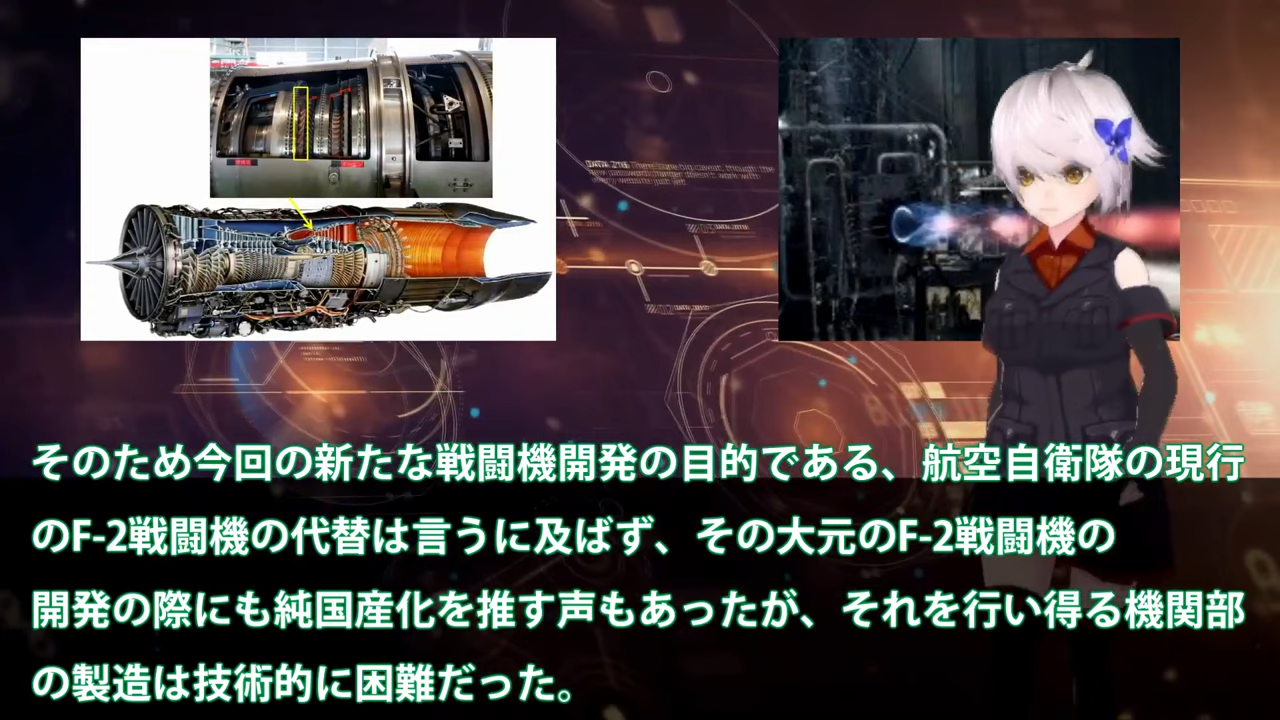 そのため今回の新たな戦闘機開発の目的である、航空自衛隊の現行
のF-2戦闘機の代替は言うに及ばず、その大元のF-2戦闘機の
開発の際にも純国産化を推す声もあったが、それを行い得る機関部
の製造は技術的に困難だった。